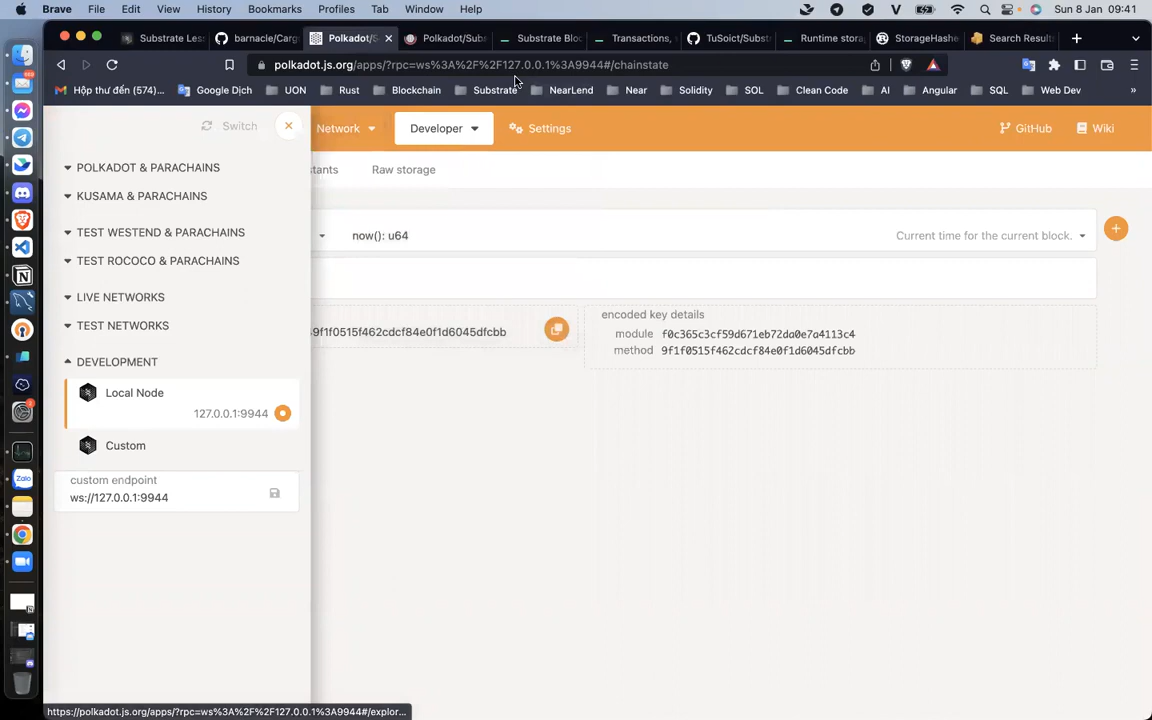 Brave File Edit View History Bookmarks Profiles Tab Window Help Sun 8 Jan 09:41
Substrate Les barnacle/Carg Polkadot/S Polkadot/Sub Substrate Bloc Transactions, TuSoict/Subst Runtime stora StorageHashe Search Results
polkadot.js.org/apps/?rpc=ws%3A%2F%2F127.0.0.1%3A9944#/chainstate
Hộp thư đến (574)... Google Dịch UON Rust Blockchain Substrate NearLend Near Solidity SOL Clean Code AI Angular SQL Web Dev »
Switch Network Developer Settings GitHub Wiki
POLKADOT & PARACHAINS
stants Raw storage
KUSAMA & PARACHAINS
TEST WESTEND & PARACHAINS
now(): u64 Current time for the current block.
TEST ROCOCO & PARACHAINS
LIVE NETWORKS
TEST NETWORKS
encoded key details
9f1f0515f462cdcf84e0f1d6045dfcbb
module f0c365c3cf59d671eb72da0e7a4113c4
method 9f1f0515f462cdcf84e0f1d6045dfcbb
DEVELOPMENT
Local Node
127.0.0.1:9944
Custom
custom endpoint
ws://127.0.0.1:9944
Zalo
https://polkadot.js.org/apps/?rpc=ws%3A%2F%2F127.0.0.1%3A9944#/explor...